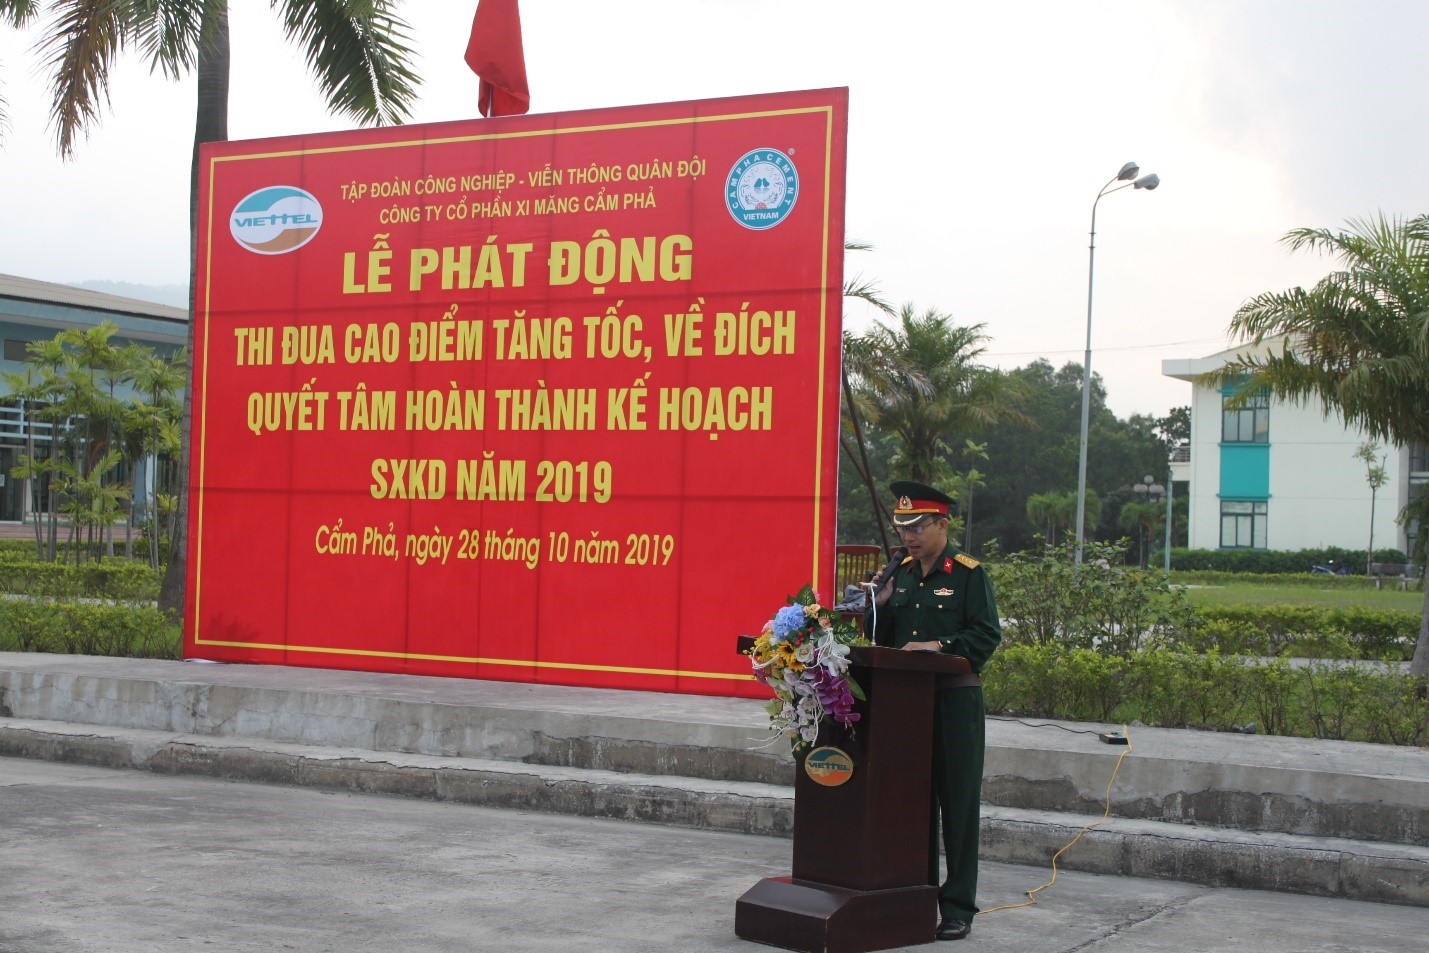 VIETTEL
TẬP ĐOÀN CÔNG NGHIỆP - VIỄN THÔNG QUÂN ĐỘI
CÔNG TY CỔ PHẦN XI MĂNG CẨM PHẢ
CAMPHA CEMENT
®
VIETNAM
LỄ PHÁT ĐỘNG
THI ĐUA CAO ĐIỂM TĂNG TỐC, VỀ ĐÍCH
QUYẾT TÂM HOÀN THÀNH KẾ HOẠCH
SXKD NĂM 2019
Cẩm Phả, ngày 28 tháng 10 năm 2019
VIETTEL